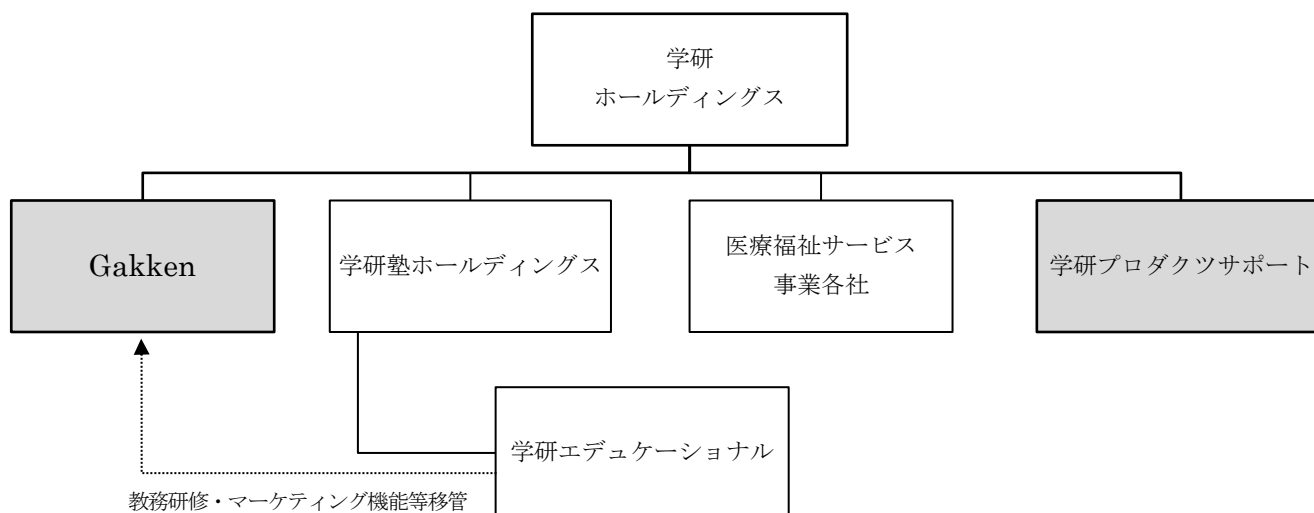 学研
ホールディングス
Gakken
学研塾ホールディングス
医療福祉サービス
事業各社
学研プロダクツサポート
学研エデュケーショナル
教務研修・マーケティング機能等移管